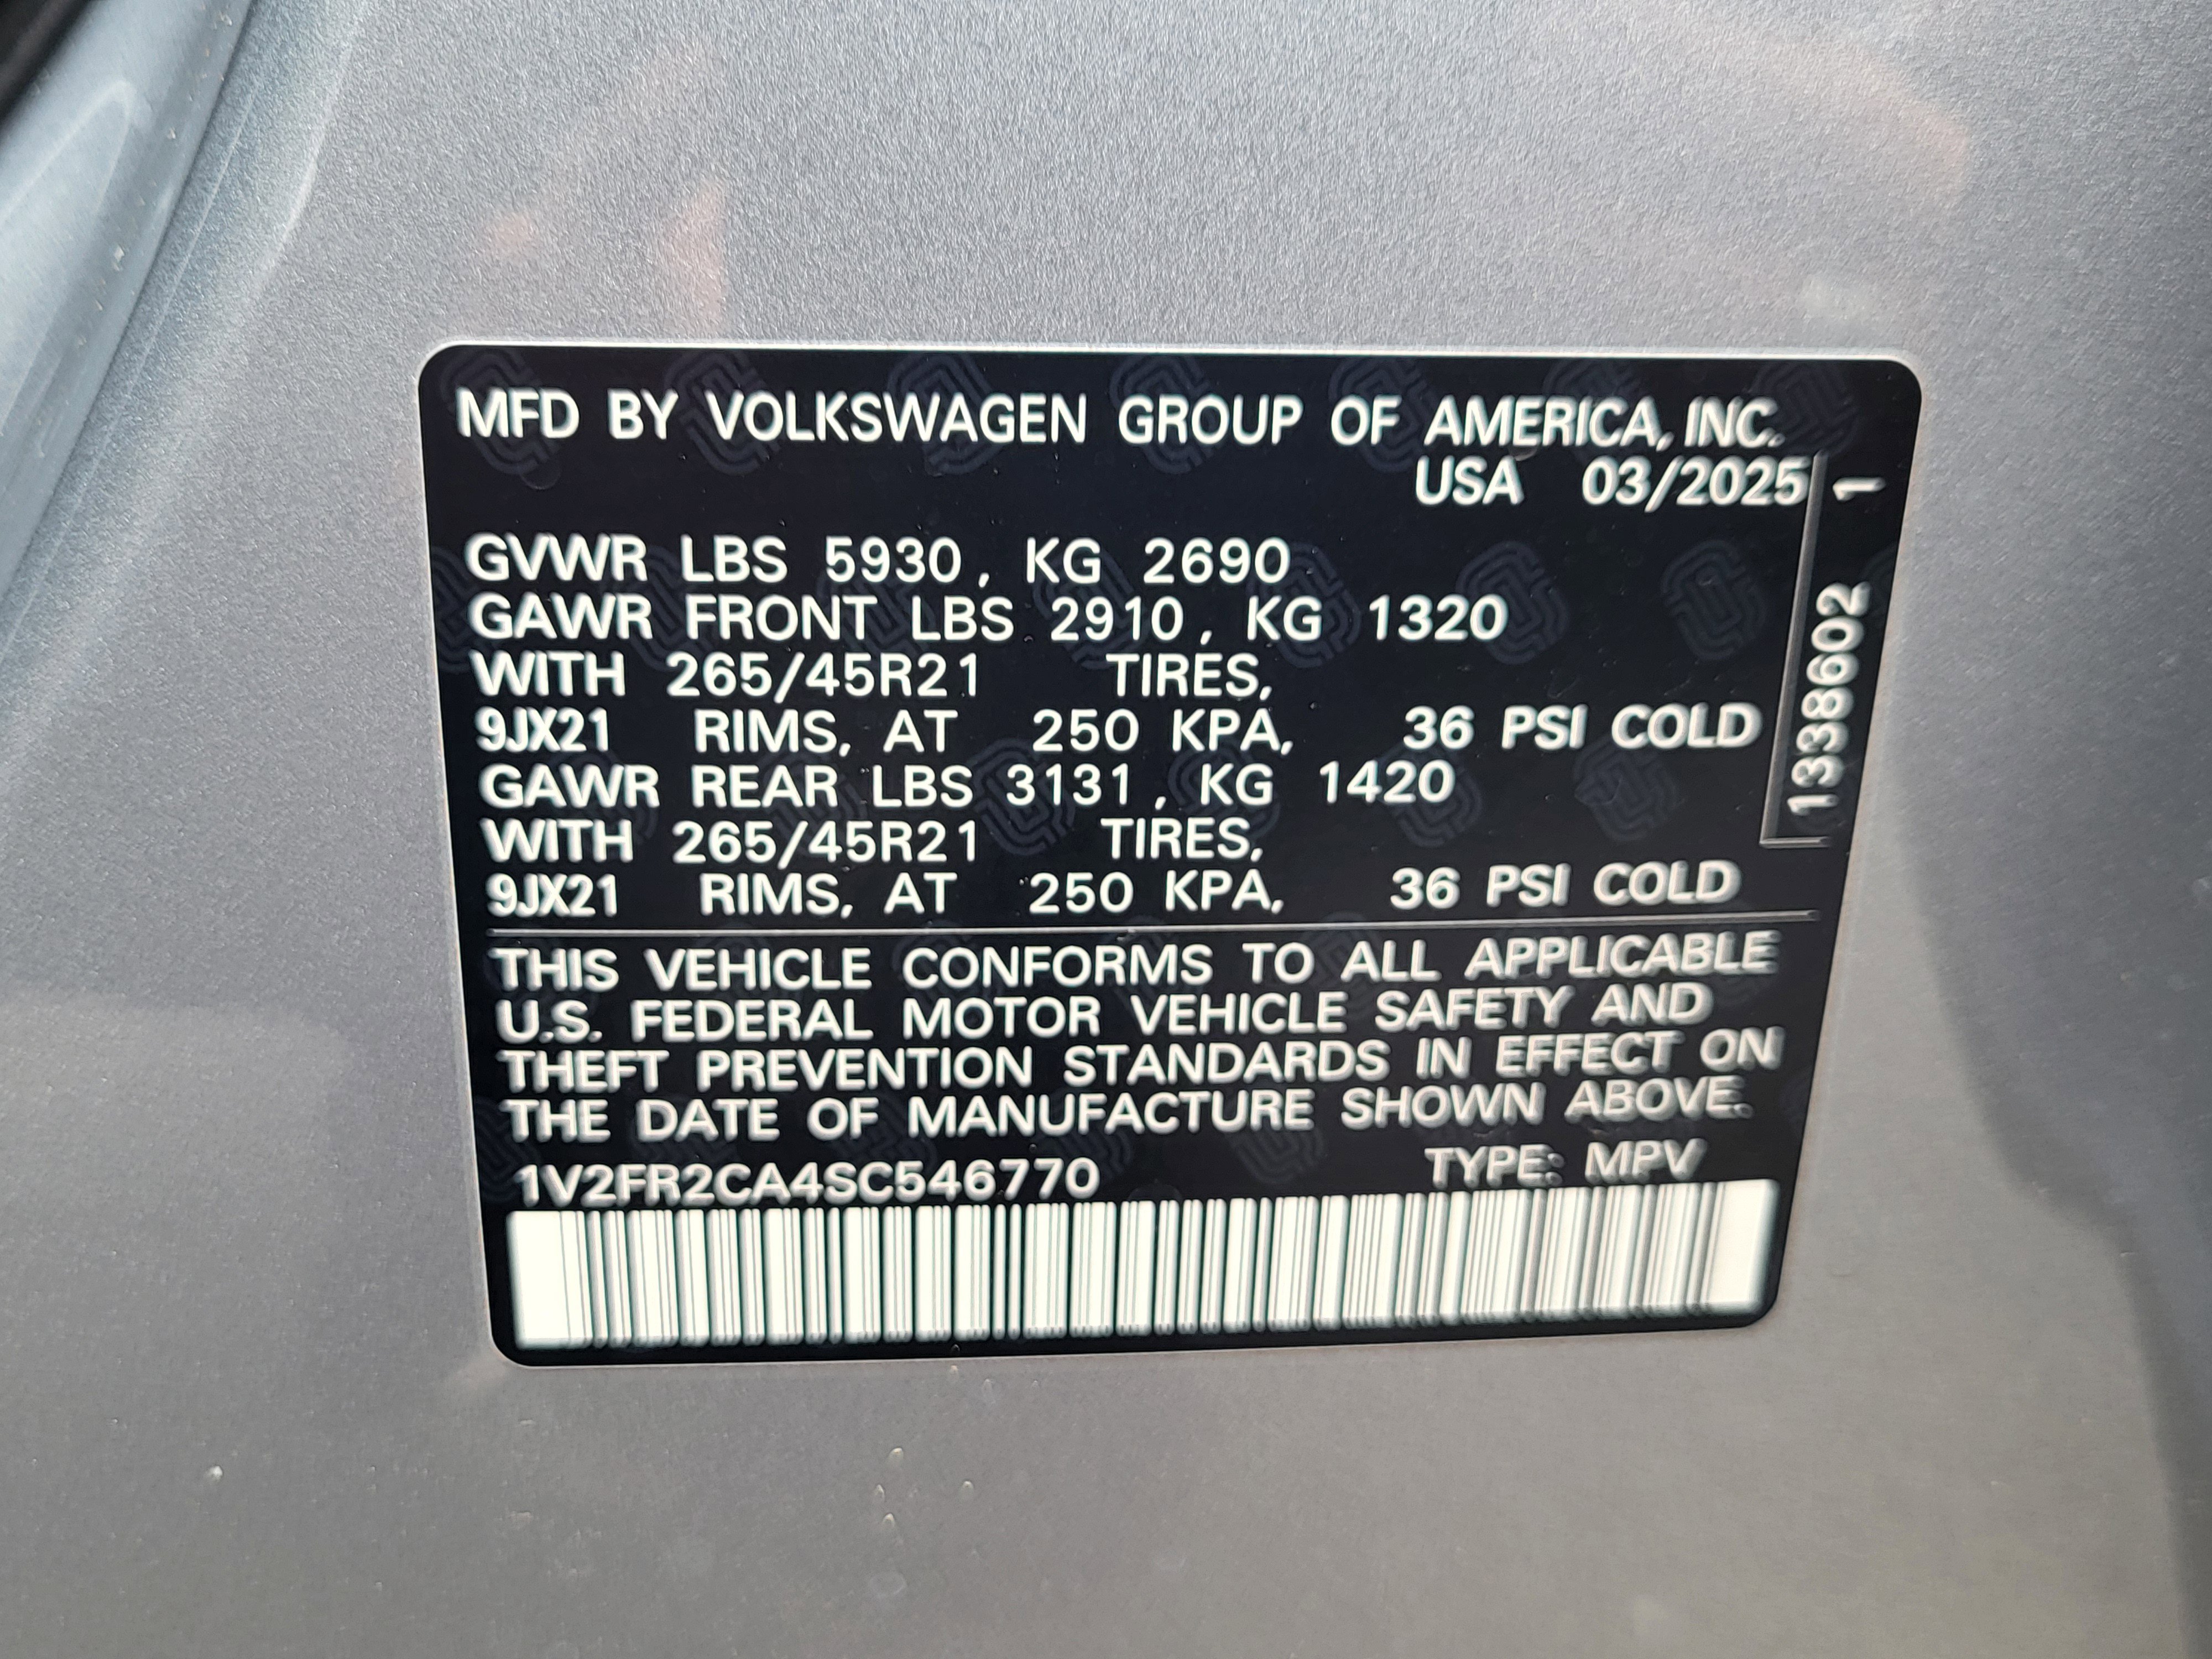 MFD BY VOLKSWAGEN GROUP OF AMERICA, INC.
USA 03/2025
1338602 1
GVWR LBS 5930, KG 2690
GAWR FRONT LBS 2910, KG 1320
WITH 265/45R21 TIRES,
9JX21 RIMS, AT 250 KPA, 36 PSI COLD
GAWR REAR LBS 3131, KG 1420
WITH 265/45R21 TIRES,
9JX21 RIMS, AT 250 KPA, 36 PSI COLD
THIS VEHICLE CONFORMS TO ALL APPLICABLE
U.S. FEDERAL MOTOR VEHICLE SAFETY AND
THEFT PREVENTION STANDARDS IN EFFECT ON
THE DATE OF MANUFACTURE SHOWN ABOVE.
1V2FR2CA4SC546770 TYPE: MPV